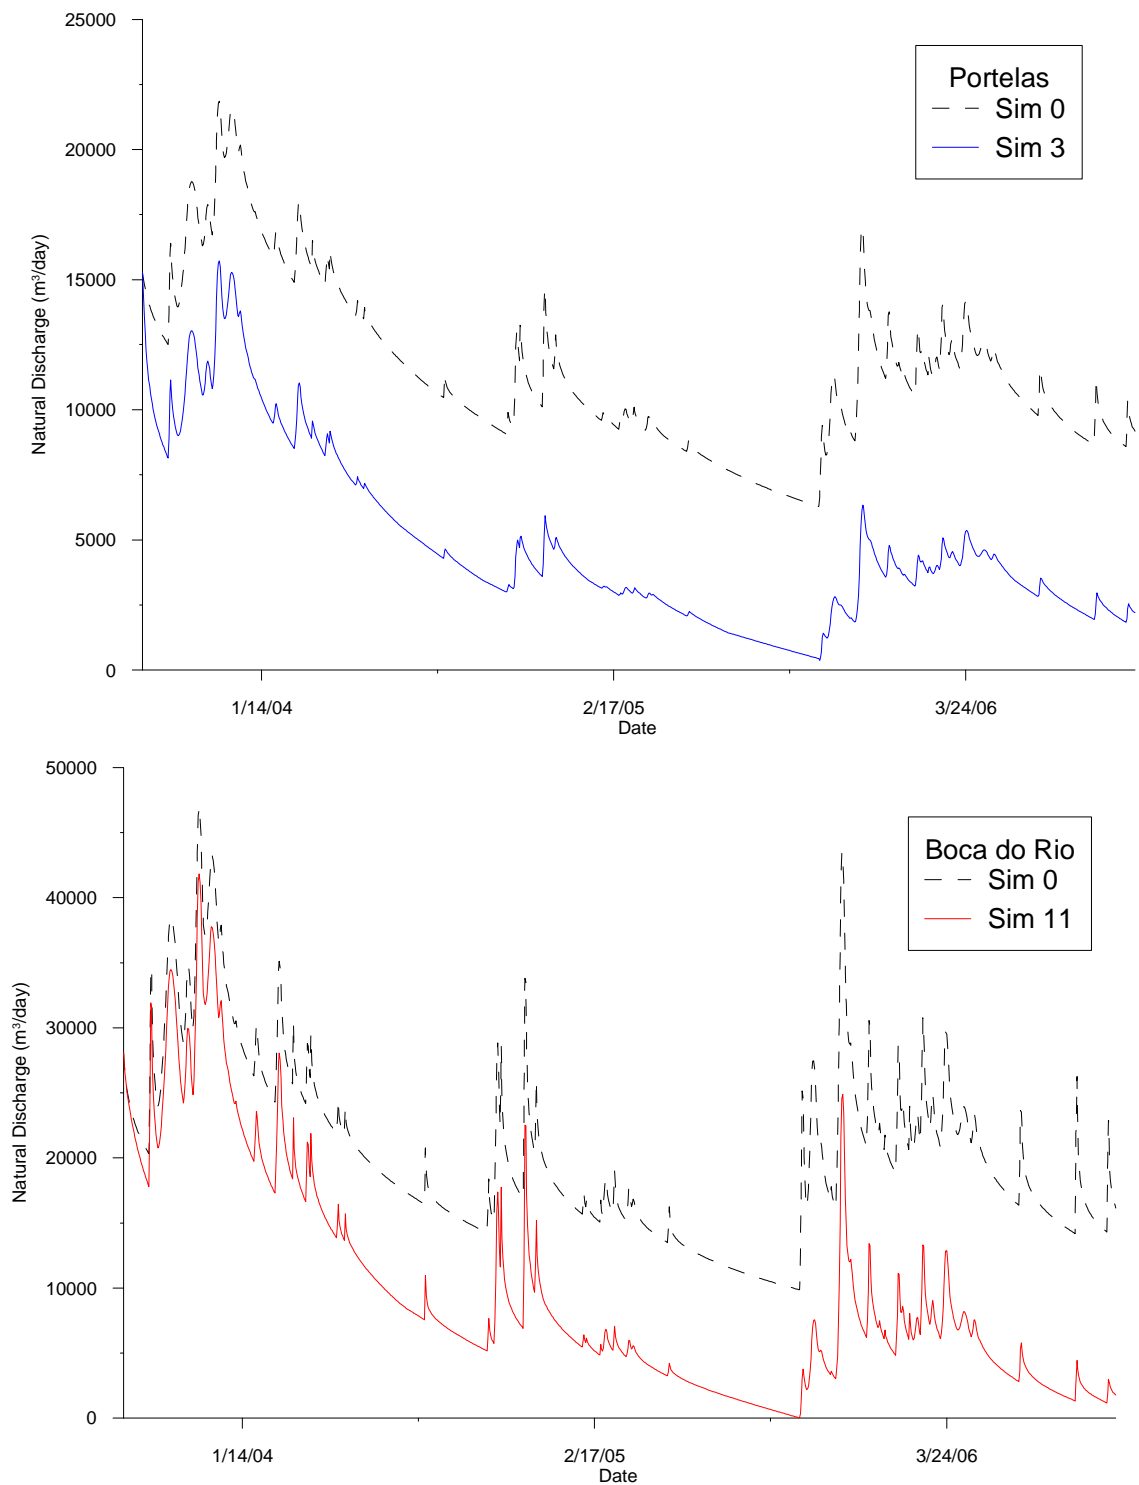 25000
20000
15000
10000
5000
0
Natural Discharge (m³/day)
Portelas
Sim 0
Sim 3
1/14/04
2/17/05
3/24/06
Date
50000
40000
30000
20000
10000
0
Natural Discharge (m³/day)
Boca do Rio
Sim 0
Sim 11
1/14/04
2/17/05
3/24/06
Date